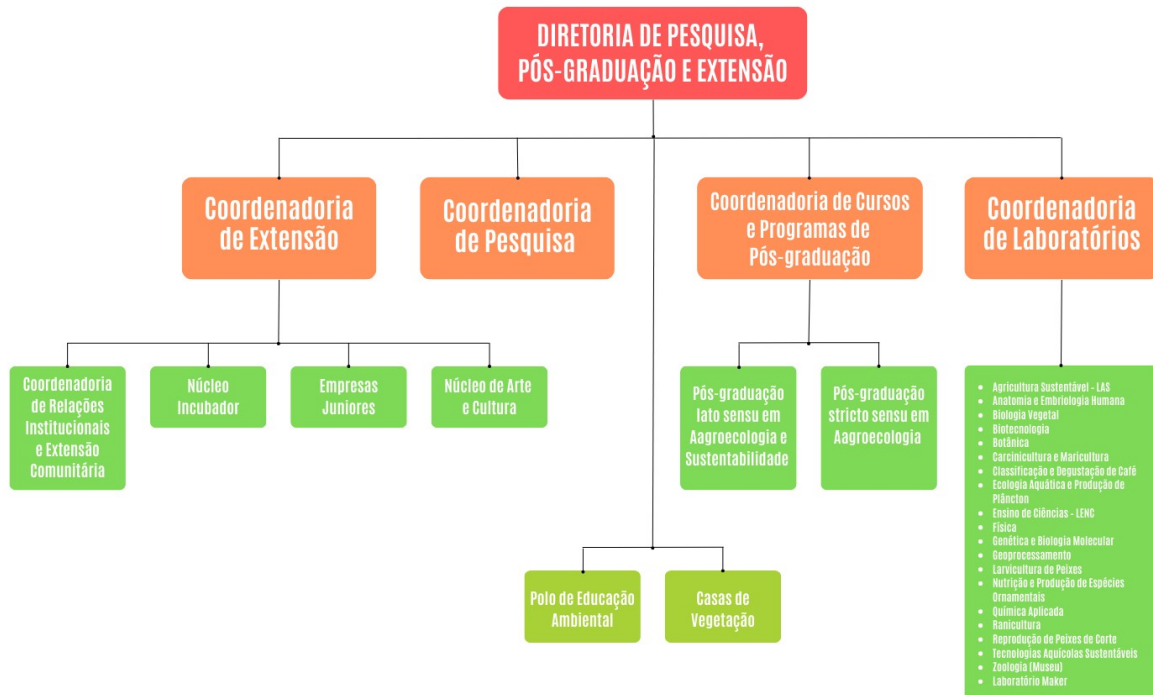 DIRETORIA DE PESQUISA,
PÓS-GRADUAÇÃO E EXTENSÃO
Coordenadoria
de Extensão
Coordenadoria
de Pesquisa
Coordenadoria de Cursos
e Programas de
Pós-graduação
Coordenadoria
de Laboratórios
Coordenadoria
de Relações
Institucionais
e Extensão
Comunitária
Núcleo
Incubador
Empresas
Juniores
Núcleo de Arte
e Cultura
Pós-graduação
lato sensu em
Aagroecologia e
Sustentabilidade
Pós-graduação
stricto sensu em
Aagroecologia
• Agricultura Sustentável - LAS
• Anatomia e Embriologia Humana
• Biologia Vegetal
• Biotecnologia
• Botânica
• Carcinicultura e Maricultura
• Classificação e Degustação de Café
• Ecologia Aquática e Produção de
Plâncton
• Ensino de Ciências - LENC
• Física
• Genética e Biologia Molecular
• Geoprocessamento
• Larvicultura de Peixes
• Nutrição e Produção de Espécies
Ornamentais
• Química Aplicada
• Ranicultura
• Reprodução de Peixes de Corte
• Tecnologias Aquícolas Sustentáveis
• Zoologia (Museu)
• Laboratório Maker
Polo de Educação
Ambiental
Casas de
Vegetação